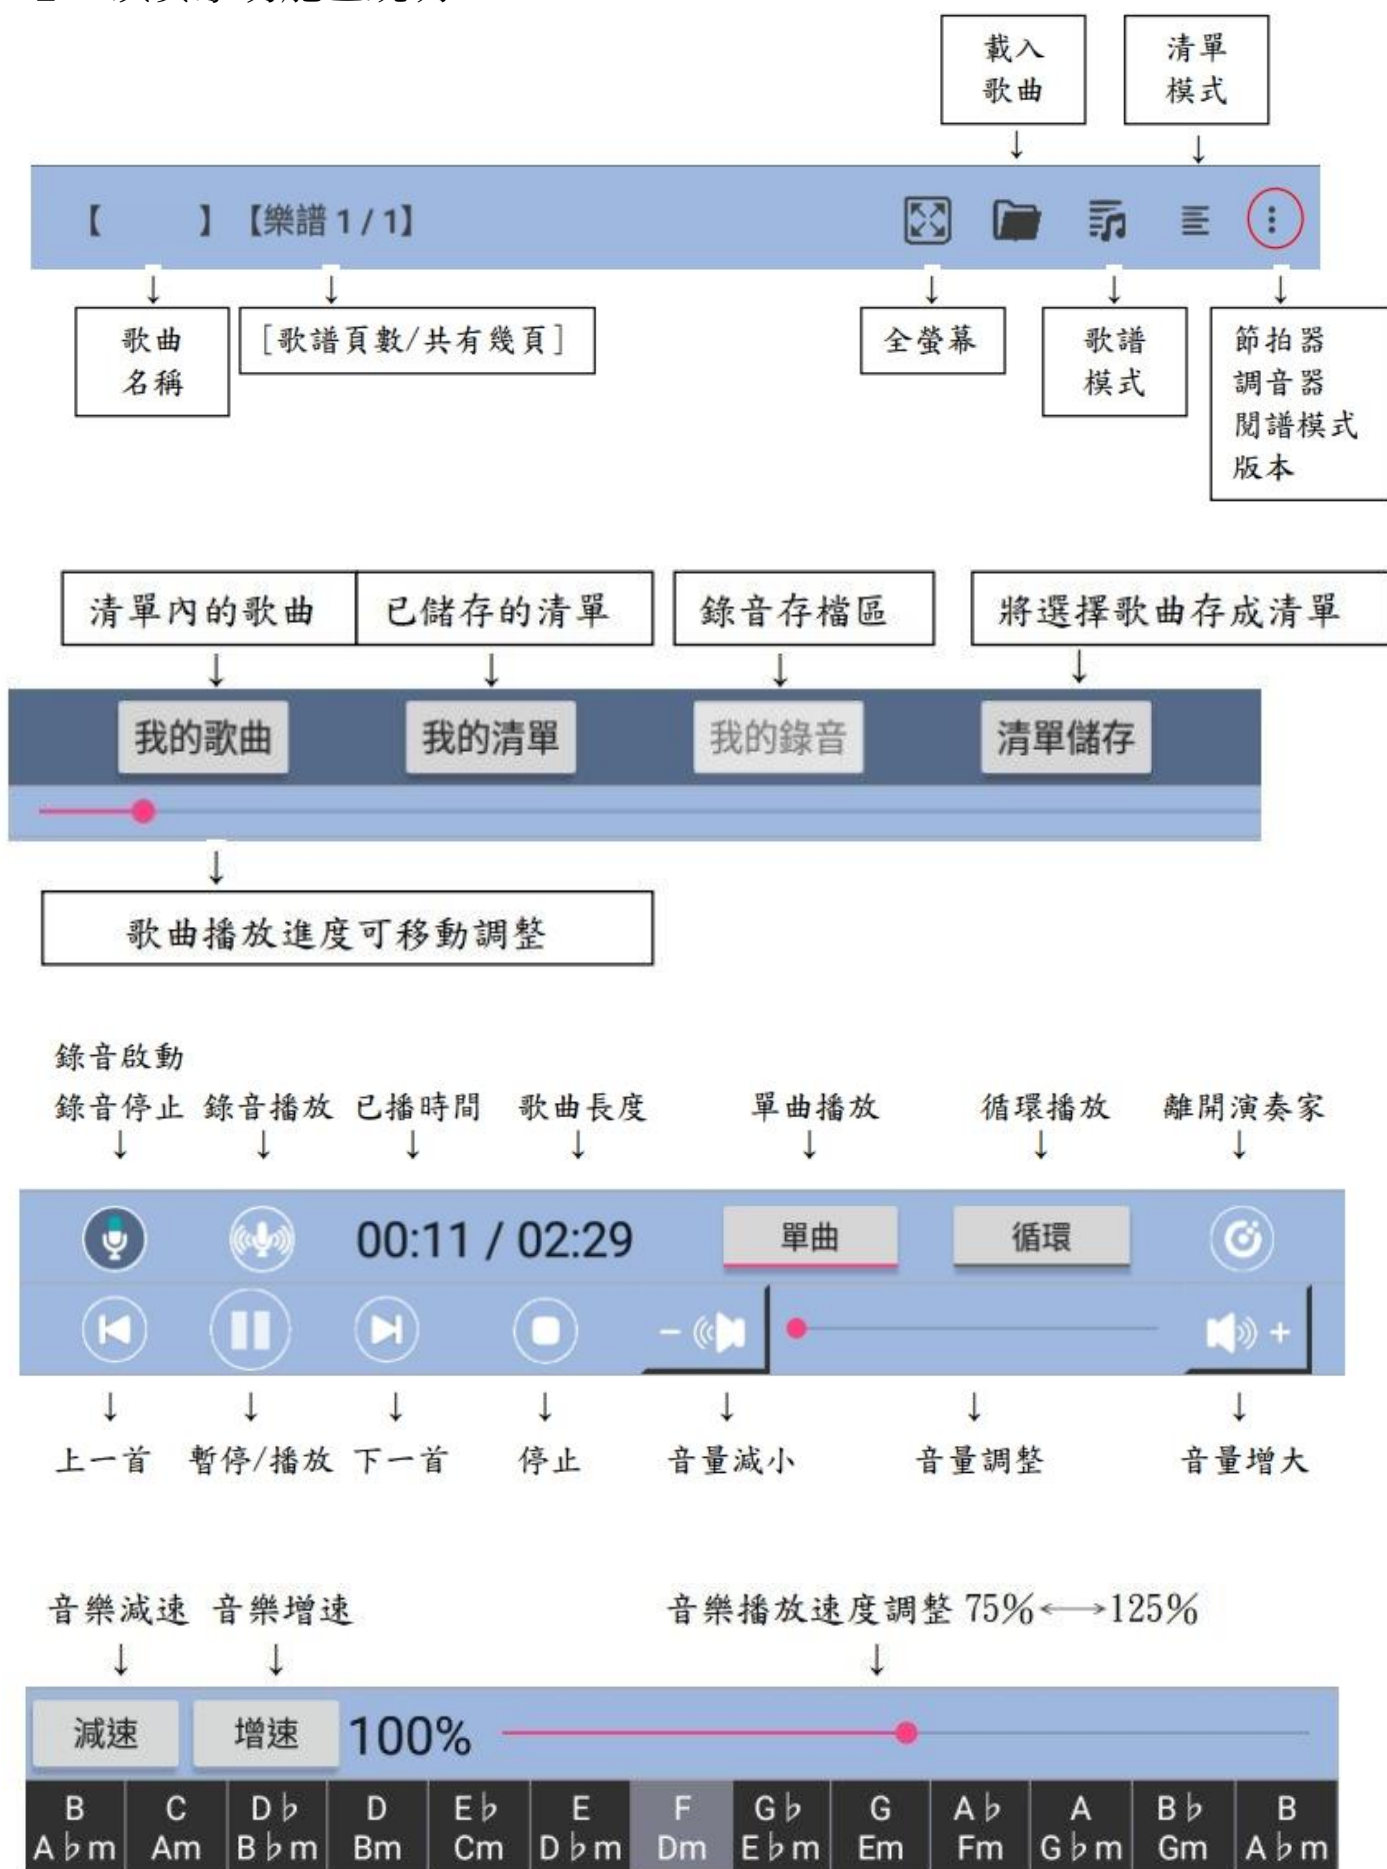 載入
歌曲
清單
模式
【 】【樂譜 1 / 1】
歌曲
名稱
[歌譜頁數/共有幾頁]
全螢幕
歌譜
模式
節拍器
調音器
閱譜模式
版本
清單內的歌曲
已儲存的清單
錄音存檔區
將選擇歌曲存成清單
我的歌曲
我的清單
我的錄音
清單儲存
歌曲播放進度可移動調整
錄音啟動
錄音停止 錄音播放 已播時間 歌曲長度 單曲播放 循環播放 離開演奏家
00:11 / 02:29
單曲
循環
− +
上一首 暫停/播放 下一首 停止 音量減小 音量調整 音量增大
音樂減速 音樂增速 音樂播放速度調整 75%←→125%
減速 增速 100%
B C D♭ D E♭ E F G♭ G A♭ A B♭ B
A♭m Am B♭m Bm Cm D♭m Dm E♭m Em Fm G♭m Gm A♭m